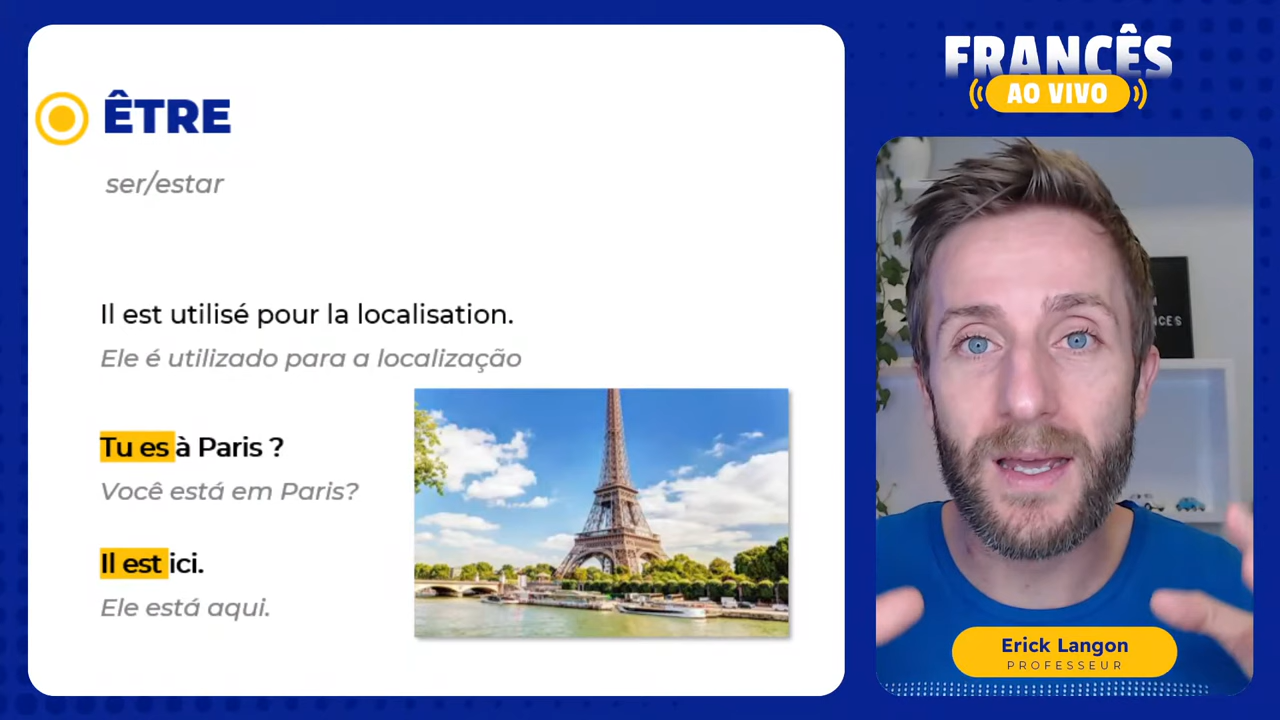 ÊTRE
ser/estar
Il est utilisé pour la localisation.
Ele é utilizado para a localização
Tu es à Paris ?
Você está em Paris?
Il est ici.
Ele está aqui.
FRANCÊS
AO VIVO
Erick Langon
PROFESSEUR